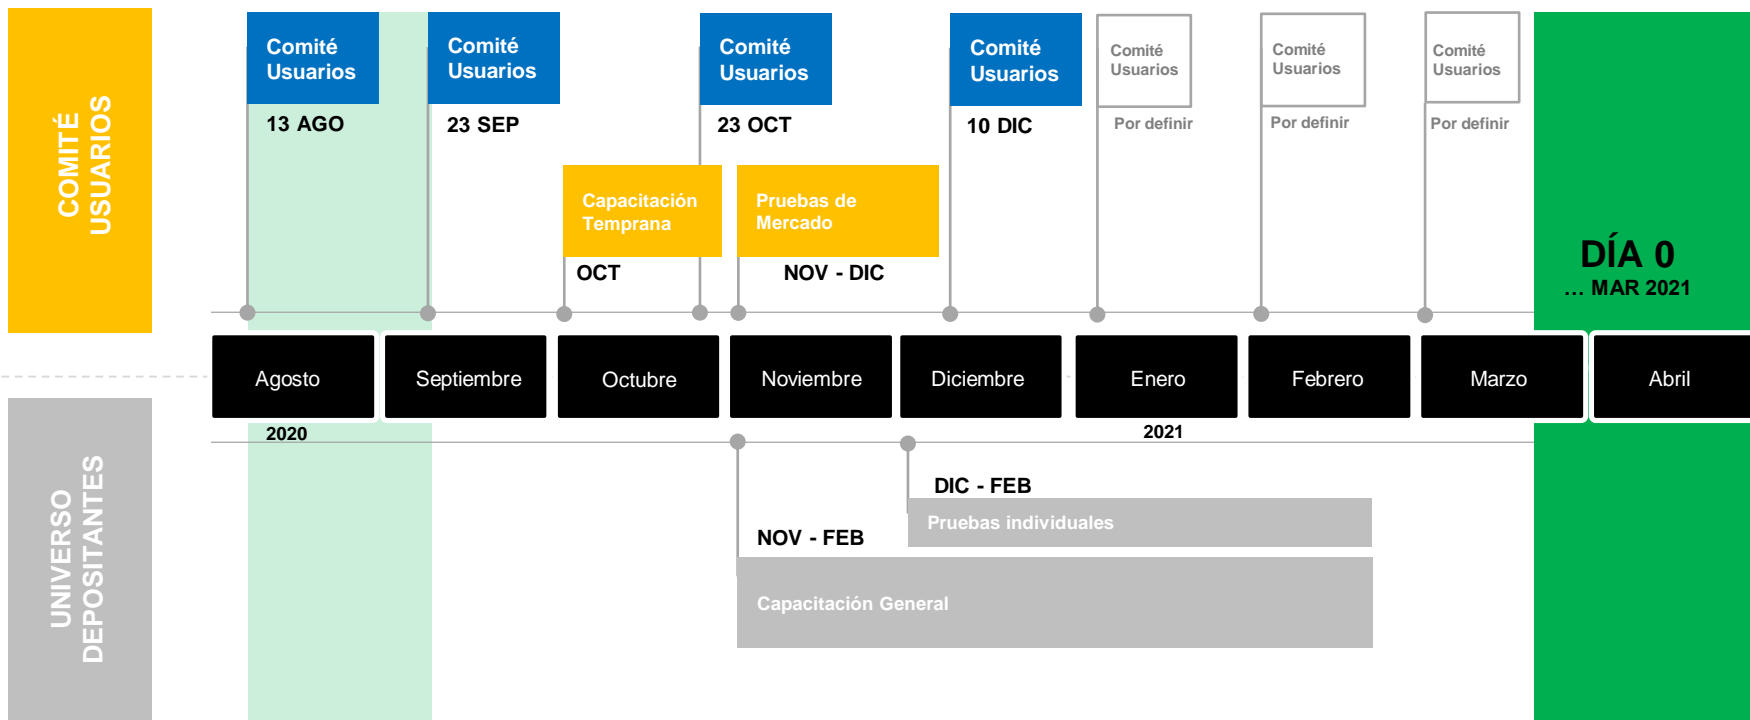 COMITÉ
USUARIOS
Comité
Usuarios
13 AGO
Comité
Usuarios
23 SEP
Comité
Usuarios
23 OCT
Comité
Usuarios
10 DIC
Comité
Usuarios
Por definir
Comité
Usuarios
Por definir
Comité
Usuarios
Por definir
Capacitación
Temprana
OCT
Pruebas de
Mercado
NOV - DIC
DÍA 0
... MAR 2021
Agosto
Septiembre
Octubre
Noviembre
Diciembre
Enero
Febrero
Marzo
Abril
2020
2021
UNIVERSO
DEPOSITANTES
DIC - FEB
Pruebas individuales
NOV - FEB
Capacitación General